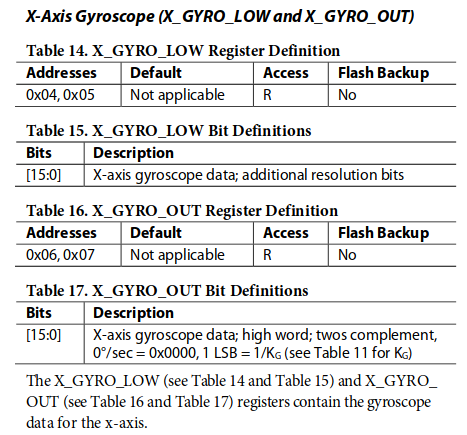 X-Axis Gyroscope (X_GYRO_LOW and X_GYRO_OUT)
Table 14. X_GYRO_LOW Register Definition
Addresses Default Access Flash Backup
0x04, 0x05 Not applicable R No
Table 15. X_GYRO_LOW Bit Definitions
Bits Description
[15:0] X-axis gyroscope data; additional resolution bits
Table 16. X_GYRO_OUT Register Definition
Addresses Default Access Flash Backup
0x06, 0x07 Not applicable R No
Table 17. X_GYRO_OUT Bit Definitions
Bits Description
[15:0] X-axis gyroscope data; high word; twos complement,
0°/sec = 0x0000, 1 LSB = 1/KG (see Table 11 for KG)
The X_GYRO_LOW (see Table 14 and Table 15) and X_GYRO_
OUT (see Table 16 and Table 17) registers contain the gyroscope
data for the x-axis.